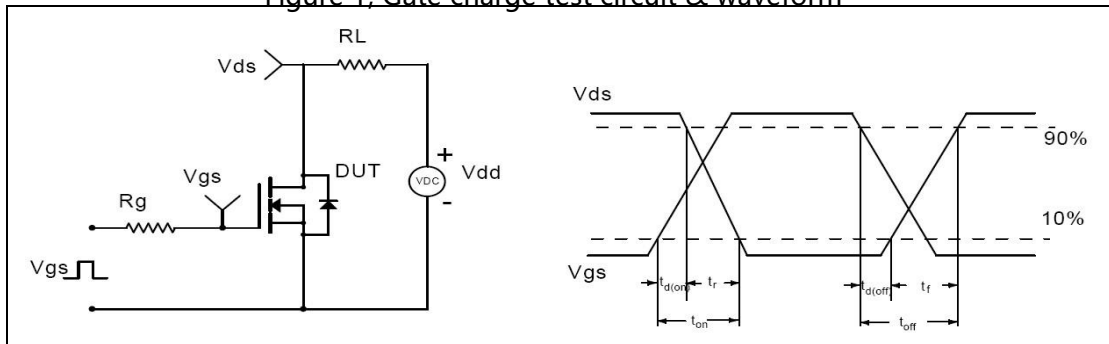 Figure 1, Gate charge test circuit & waveform
RL
Vds
Vgs
Rg
DUT
VDC
+
Vdd
-
Vgs
Vds
90%
10%
Vgs
td(on)
tr
td(off)
tf
ton
toff